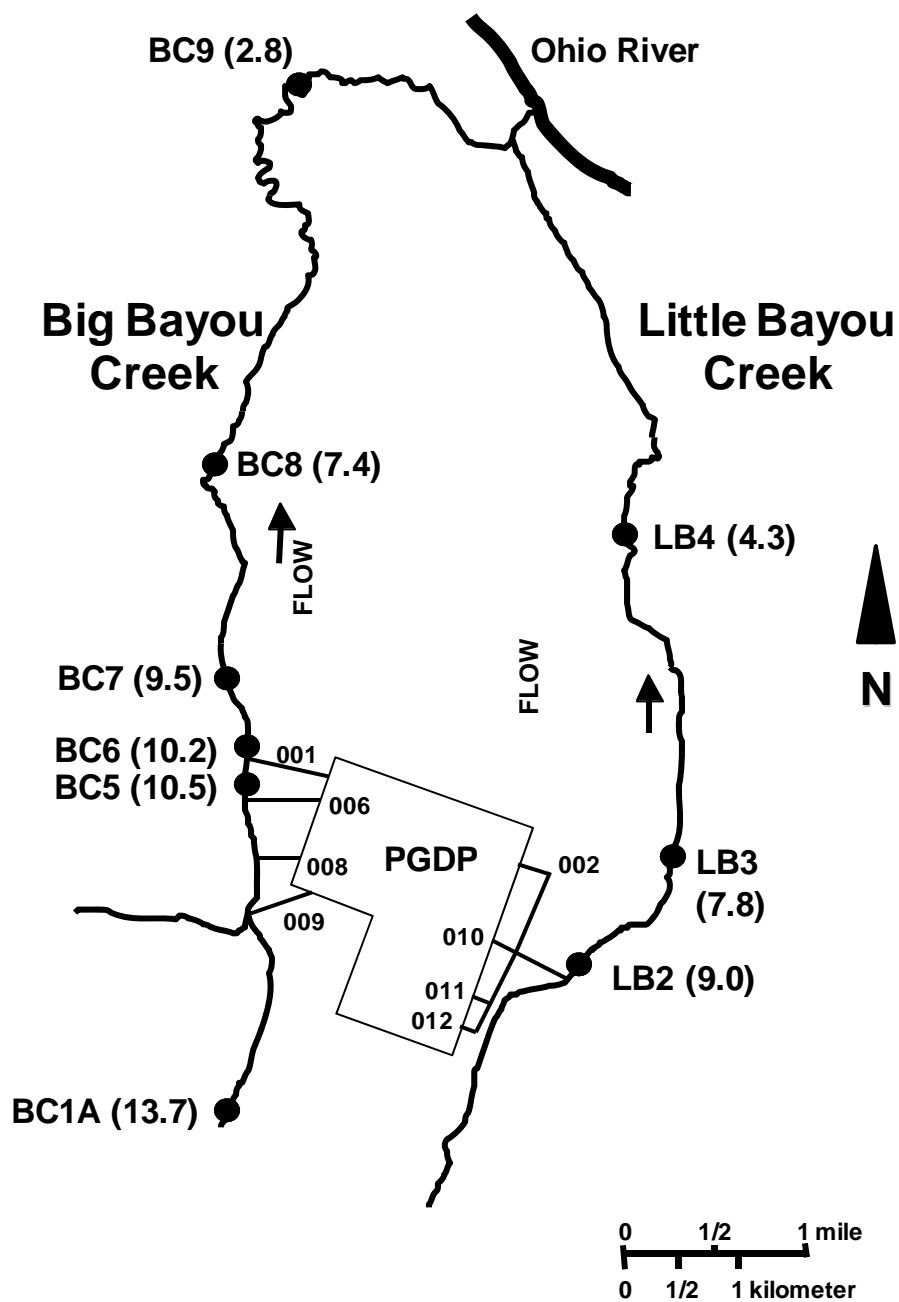 BC9 (2.8)
Ohio River
Big Bayou
Creek
Little Bayou
Creek
BC8 (7.4)
LB4 (4.3)
FLOW
FLOW
N
BC7 (9.5)
BC6 (10.2)
001
BC5 (10.5)
006
PGDP
002
LB3
(7.8)
008
009
010
LB2 (9.0)
011
012
BC1A (13.7)
0 1/2 1 mile
0 1/2 1 kilometer